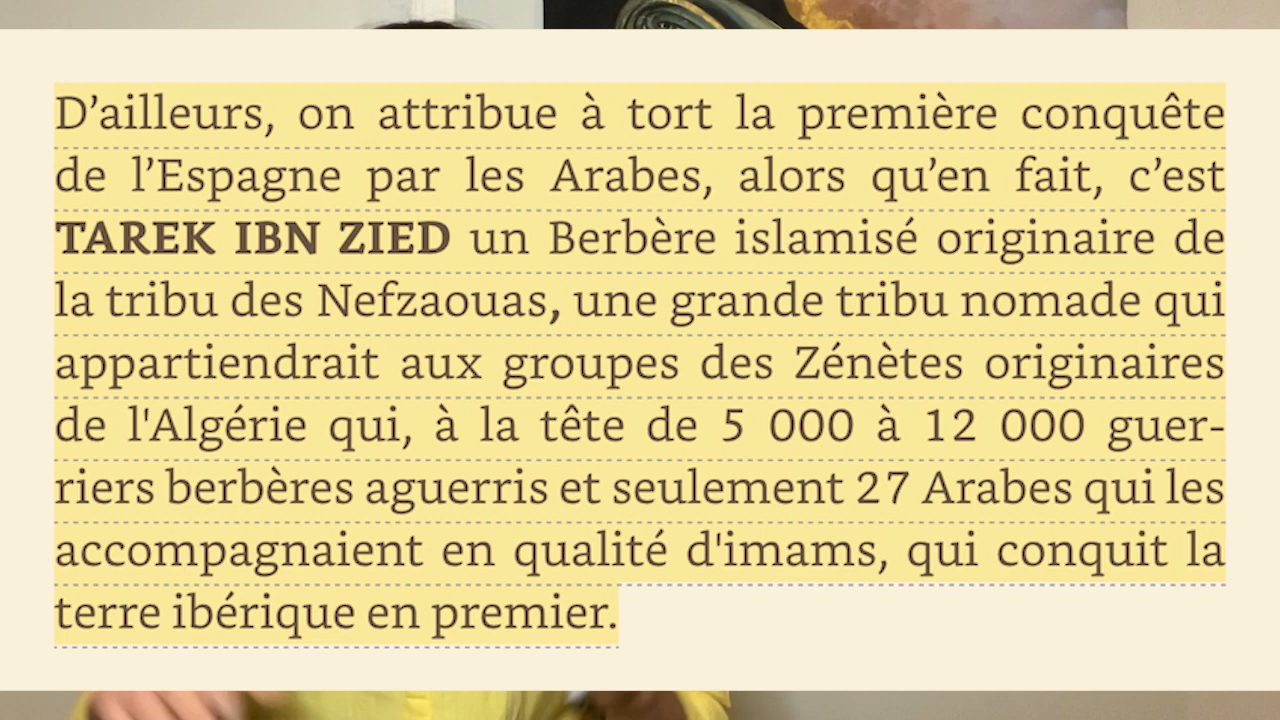 D’ailleurs, on attribue à tort la première conquête
de l’Espagne par les Arabes, alors qu’en fait, c’est
TAREK IBN ZIED un Berbère islamisé originaire de
la tribu des Nefzaouas, une grande tribu nomade qui
appartiendrait aux groupes des Zénètes originaires
de l'Algérie qui, à la tête de 5 000 à 12 000 guer-
riers berbères aguerris et seulement 27 Arabes qui les
accompagnaient en qualité d'imams, qui conquit la
terre ibérique en premier.